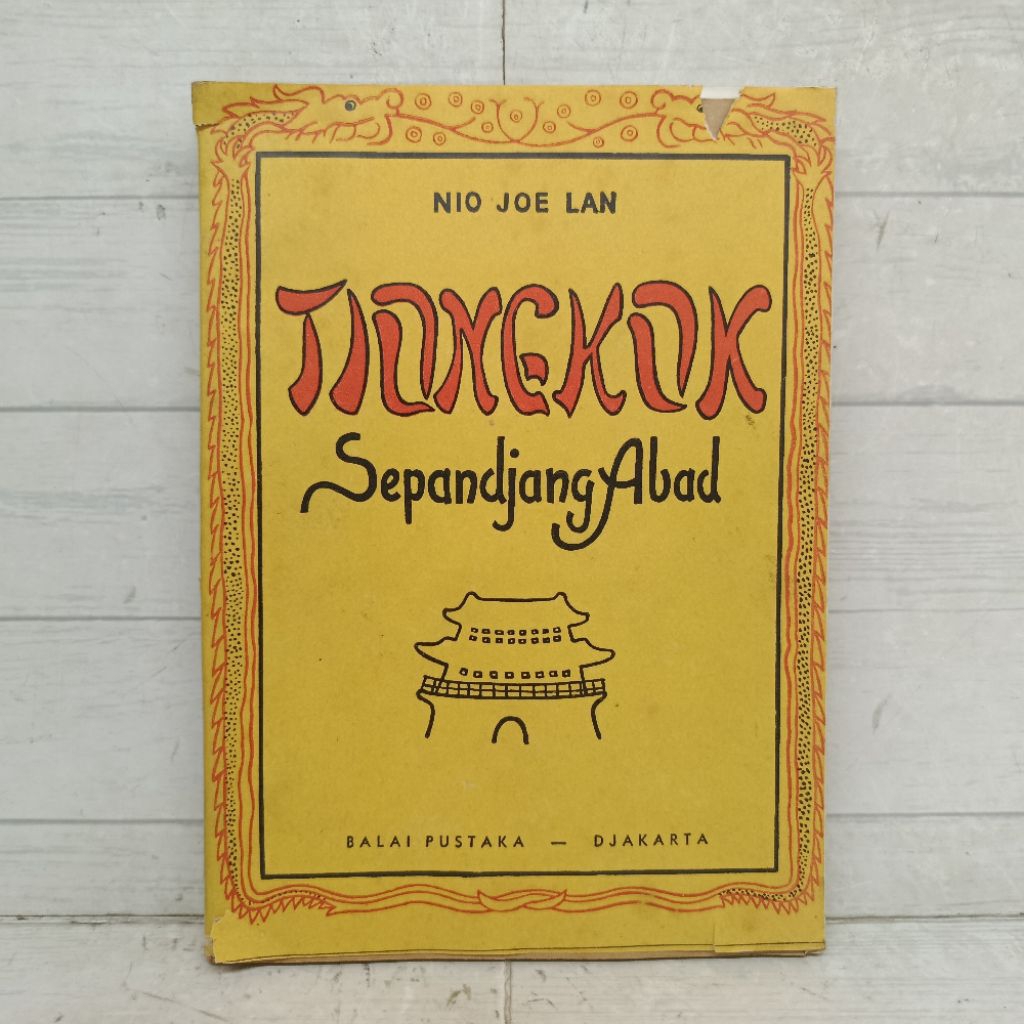 NIO JOE LAN
TIONGKOK
Sepandjang Abad
BALAI PUSTAKA — DJAKARTA